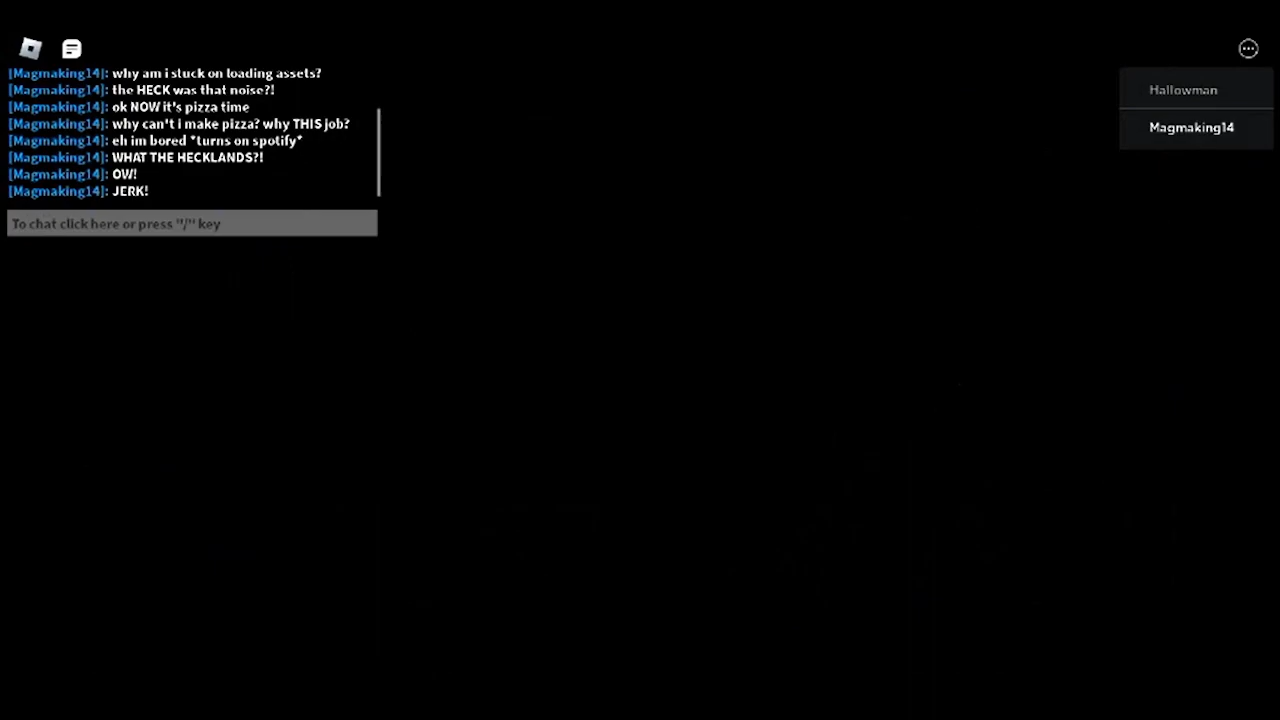 [Magmaking14]: why am i stuck on loading assets?
[Magmaking14]: the HECK was that noise?!
[Magmaking14]: ok NOW it's pizza time
[Magmaking14]: why can't i make pizza? why THIS job?
[Magmaking14]: eh im bored *turns on spotify*
[Magmaking14]: WHAT THE HECKLANDS?!
[Magmaking14]: OW!
[Magmaking14]: JERK!
To chat click here or press "/" key
Hallowman
Magmaking14